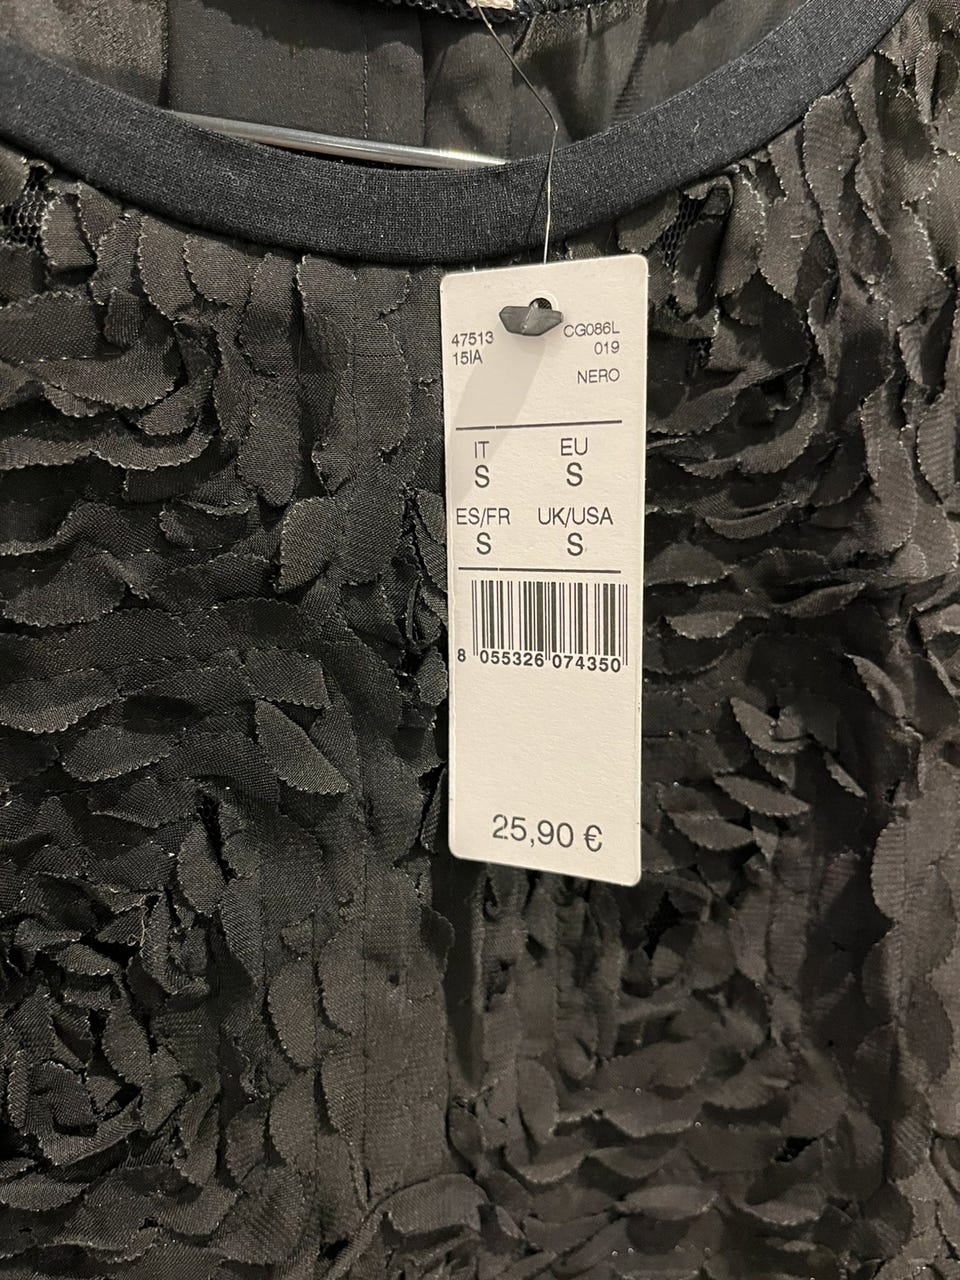 47513 CG086L
15IA 019
NERO
IT EU
S S
ES/FR UK/USA
S S
8 055326 074350
25,90 €